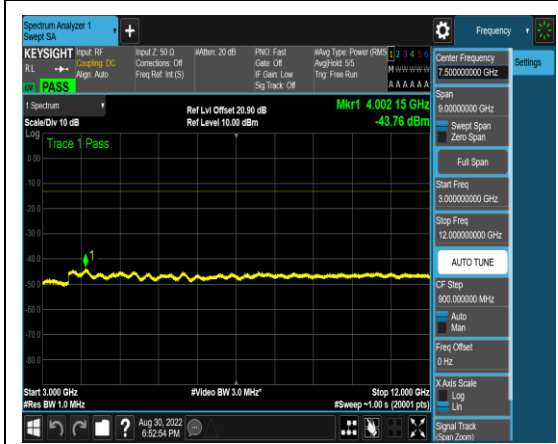 Spectrum Analyzer 1
Swept SA
+
Frequency
KEYSIGHT Input: RF
RL Coupling: DC
Align: Auto
PASS
Input Z: 50 Ω
Corrections: Off
Freq Ref: Int (S)
#Atten: 20 dB
PNO: Fast
Gate: Off
IF Gain: Low
Sig Track: Off
#Avg Type: Power (RMS
Avg|Hold: 5/5
Trig: Free Run
1 2 3 4 5 6
M W W W W W
A A A A A A
1 Spectrum
Scale/Div 10 dB
Ref Lvl Offset 20.90 dB
Ref Level 10.00 dBm
Mkr1 4.002 15 GHz
-43.76 dBm
Log
Trace 1 Pass
0.00
-10.0
-20.0
-30.0
-40.0
-50.0
-60.0
-70.0
-80.0
1
Start 3.000 GHz
#Res BW 1.0 MHz
#Video BW 3.0 MHz*
Stop 12.000 GHz
#Sweep ~1.00 s (20001 pts)
Center Frequency
7.500000000 GHz
Settings
Span
9.00000000 GHz
Swept Span
Zero Span
Full Span
Start Freq
3.000000000 GHz
Stop Freq
12.000000000 GHz
AUTO TUNE
CF Step
900.000000 MHz
Auto
Man
Freq Offset
0 Hz
X Axis Scale
Log
Lin
Signal Track
(Span Zoom)
?
Aug 30, 2022
6:52:54 PM